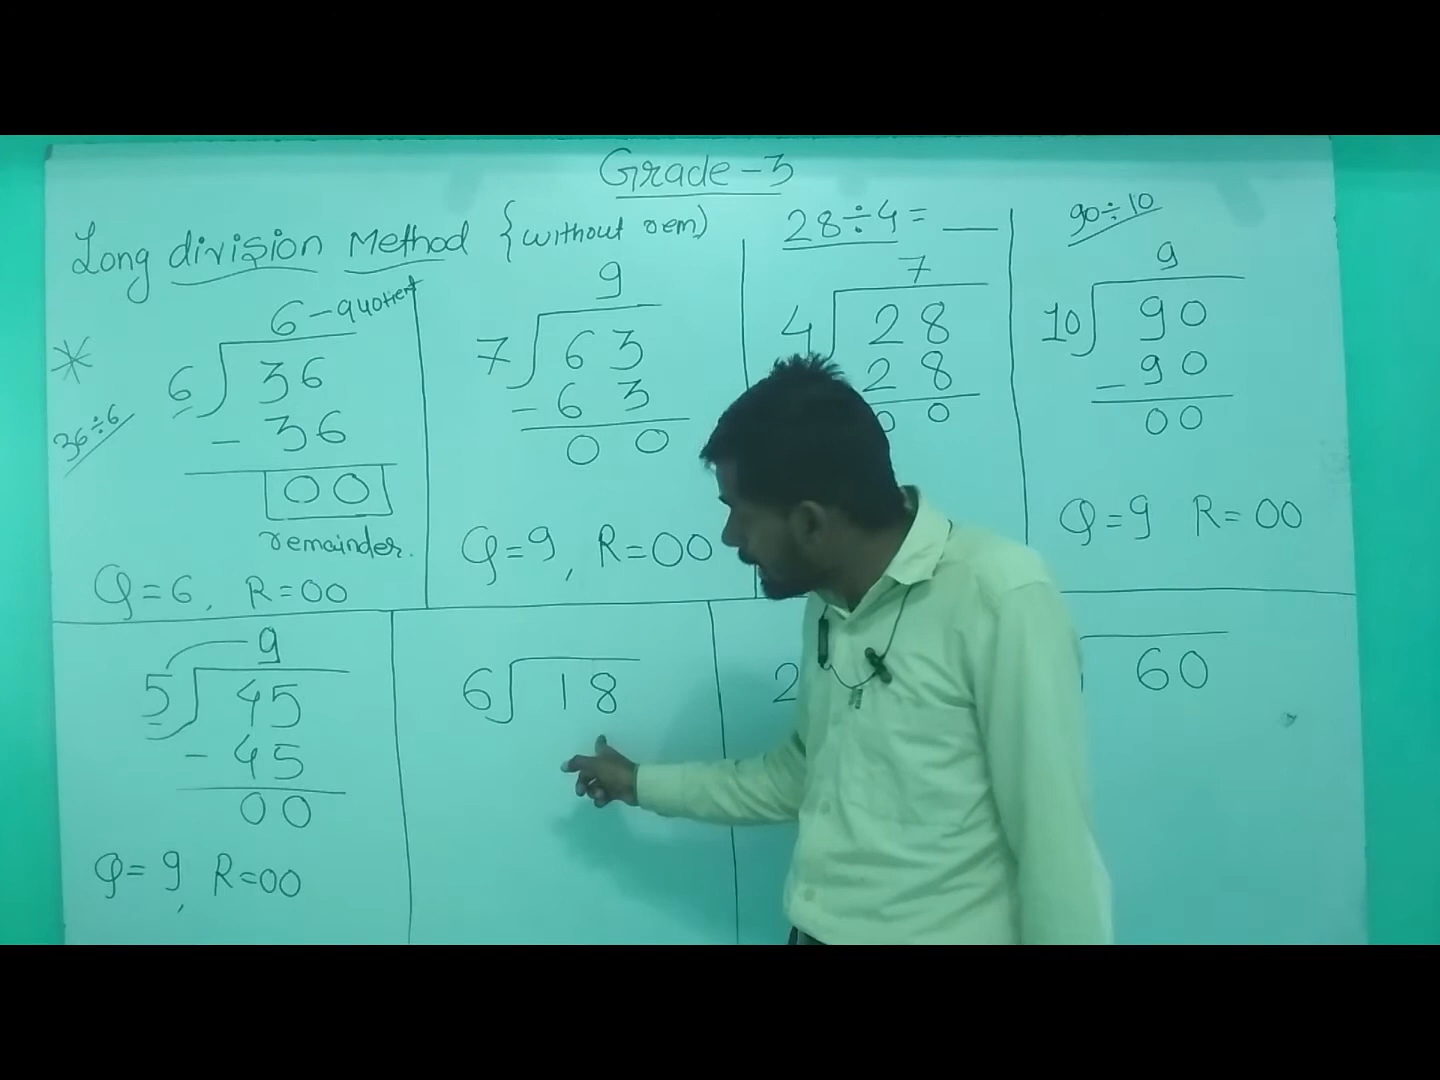 Grade-3
Long division Method {without rem)
*
36÷6
6 - quotient
6 ) 36
- 36
00
remainder.
Q=6, R=00
9
7 ) 63
- 63
00
Q=9, R=00
28÷4 = __
7
4 ) 28
28
00
90÷10
9
10 ) 90
- 90
00
Q=9 R=00
9
5 ) 45
- 45
00
Q=9, R=00
6 ) 18
2
60